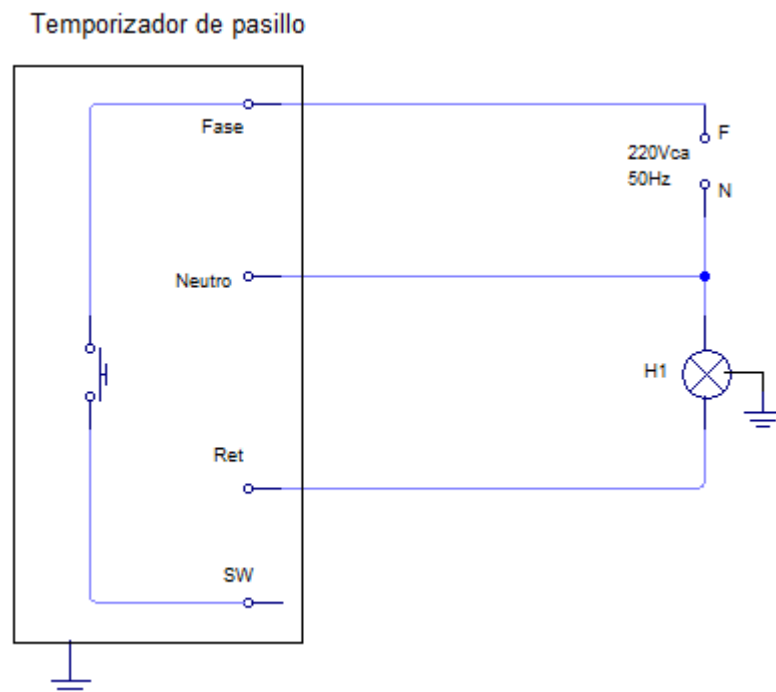 Temporizador de pasillo
Fase
F
220Vca
50Hz
N
Neutro
H1
Ret
SW